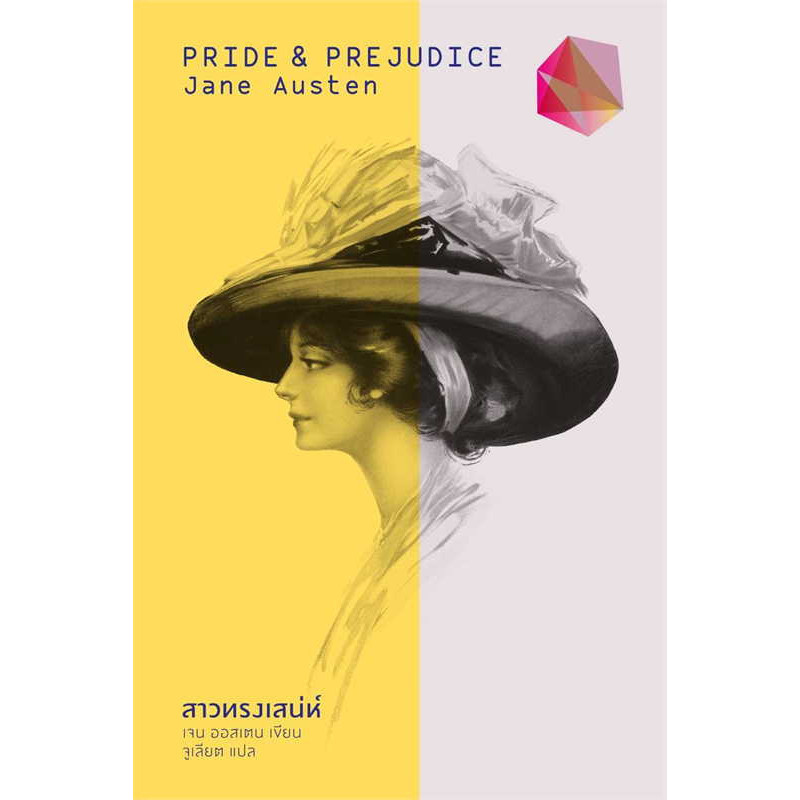 PRIDE & PREJUDICE
Jane Austen
สาวทรงเสน่ห์
เจน ออสเตน เขียน
จูเลียต แปล